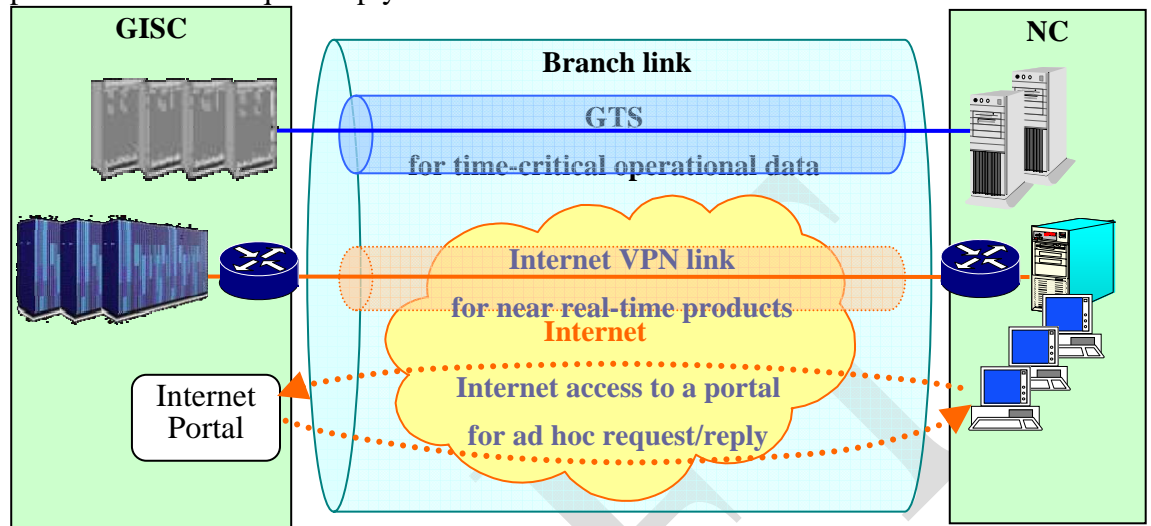 GISC
NC
Branch link
GTS
for time-critical operational data
Internet VPN link
for near real-time products
Internet
Internet access to a portal
for ad hoc request/reply
Internet
Portal